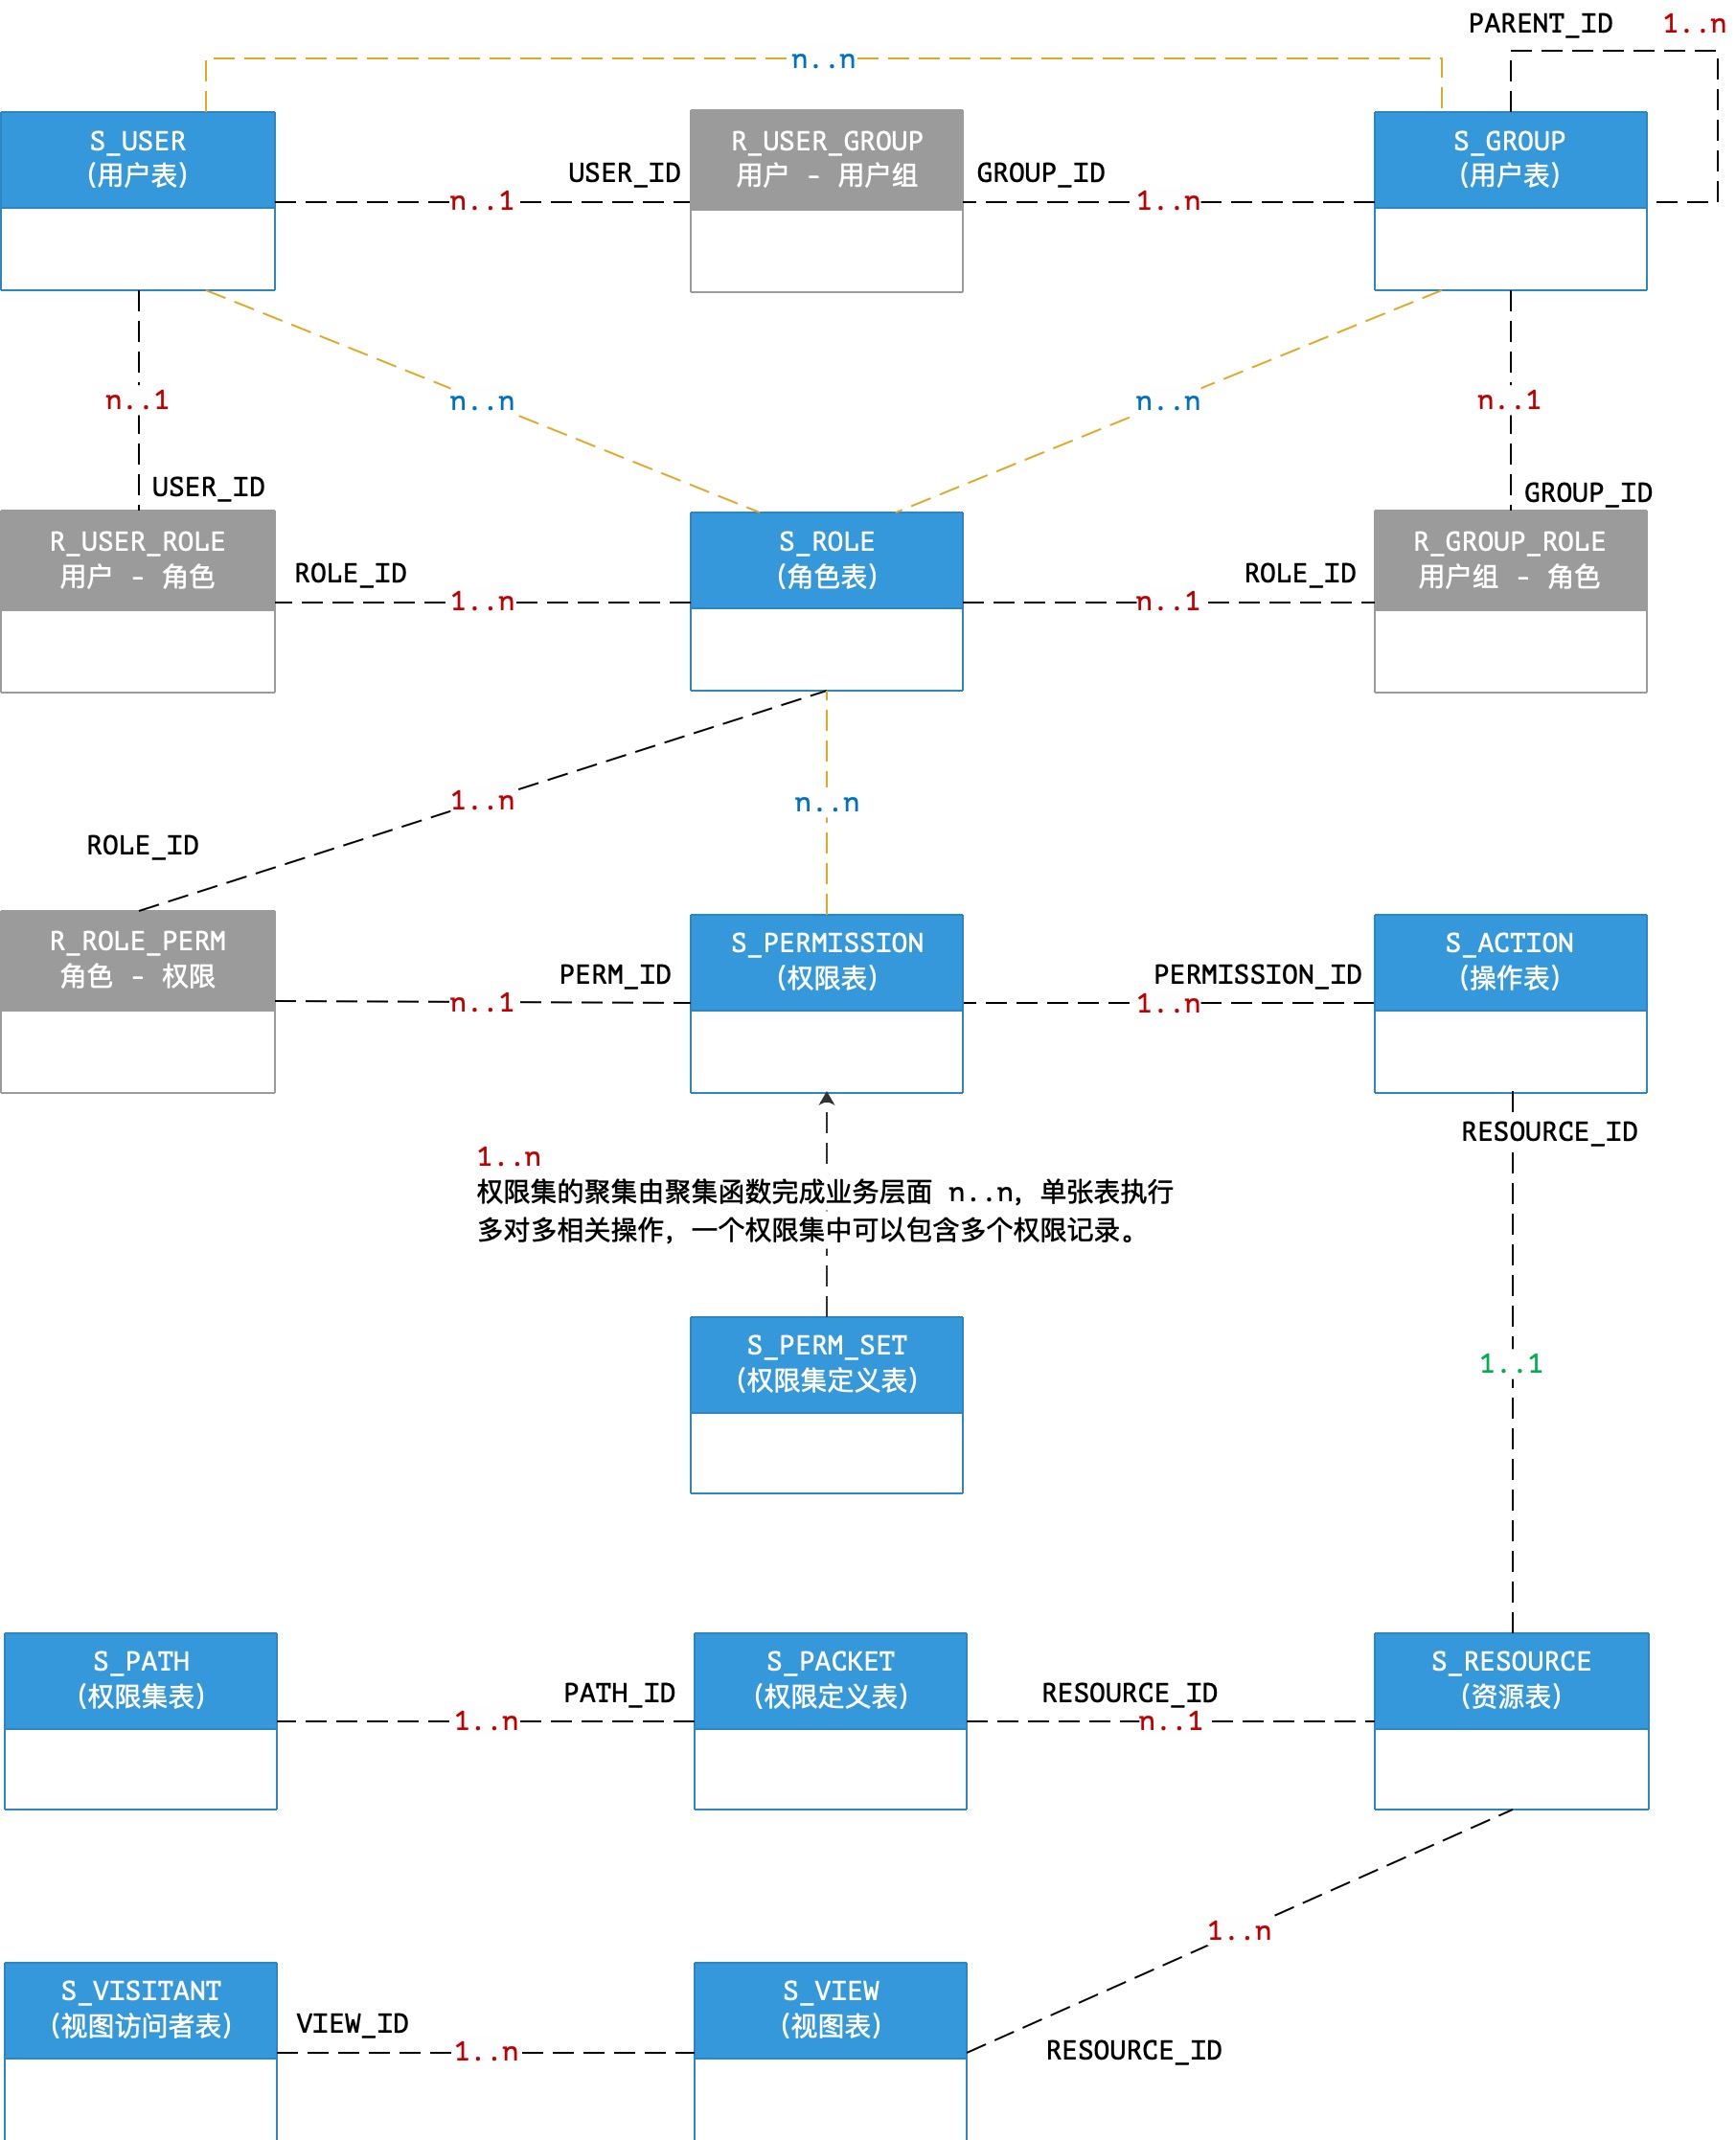 PARENT_ID 1..n
n..n
S_USER
(用户表)
USER_ID
n..1
R_USER_GROUP
用户 - 用户组
GROUP_ID
1..n
S_GROUP
(用户表)
n..1
n..n
n..n
n..1
USER_ID
GROUP_ID
R_USER_ROLE
用户 - 角色
ROLE_ID
1..n
S_ROLE
(角色表)
ROLE_ID
n..1
R_GROUP_ROLE
用户组 - 角色
1..n
n..n
ROLE_ID
R_ROLE_PERM
角色 - 权限
PERM_ID
n..1
S_PERMISSION
(权限表)
PERMISSION_ID
1..n
S_ACTION
(操作表)
RESOURCE_ID
1..n
权限集的聚集由聚集函数完成业务层面 n..n，单张表执行
多对多相关操作，一个权限集中可以包含多个权限记录。
S_PERM_SET
(权限集定义表)
1..1
S_PATH
(权限集表)
PATH_ID
1..n
S_PACKET
(权限定义表)
RESOURCE_ID
n..1
S_RESOURCE
(资源表)
1..n
S_VISITANT
(视图访问者表)
VIEW_ID
1..n
S_VIEW
(视图表)
RESOURCE_ID